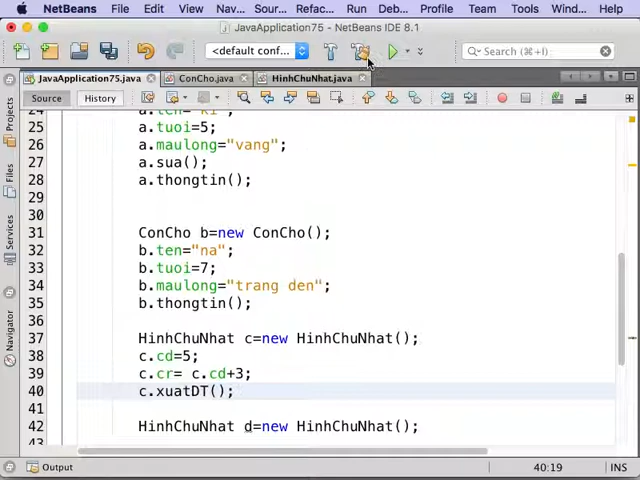 NetBeans File Edit View Sour... Refac... Run Deb... Profile Team Tools Wind...
JavaApplication75 - NetBeans IDE 8.1
<default conf... Search (⌘+I)
JavaApplication75.java ConCho.java HinhChuNhat.java
Source History
Projects
Files
Services
Navigator
24 a.ten="ki";
25 a.tuoi=5;
26 a.maulong="vang";
27 a.sua();
28 a.thongtin();
29
30
31 ConCho b=new ConCho();
32 b.ten="na";
33 b.tuoi=7;
34 b.maulong="trang den";
35 b.thongtin();
36
37 HinhChuNhat c=new HinhChuNhat();
38 c.cd=5;
39 c.cr= c.cd+3;
40 c.xuatDT();
41
42 HinhChuNhat d=new HinhChuNhat();
43
Output 40:19 INS